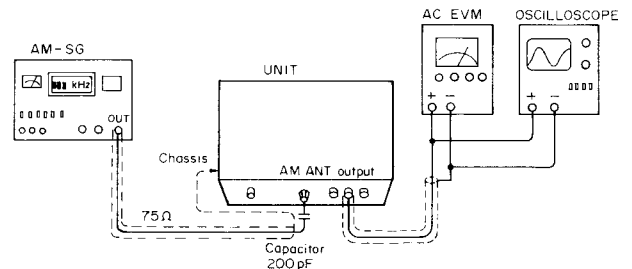 AC EVM
OSCILLOSCOPE
AM-SG
kHz
OUT
UNIT
+ −
+ −
Chassis
AM ANT output
75Ω
Capacitor
200pF